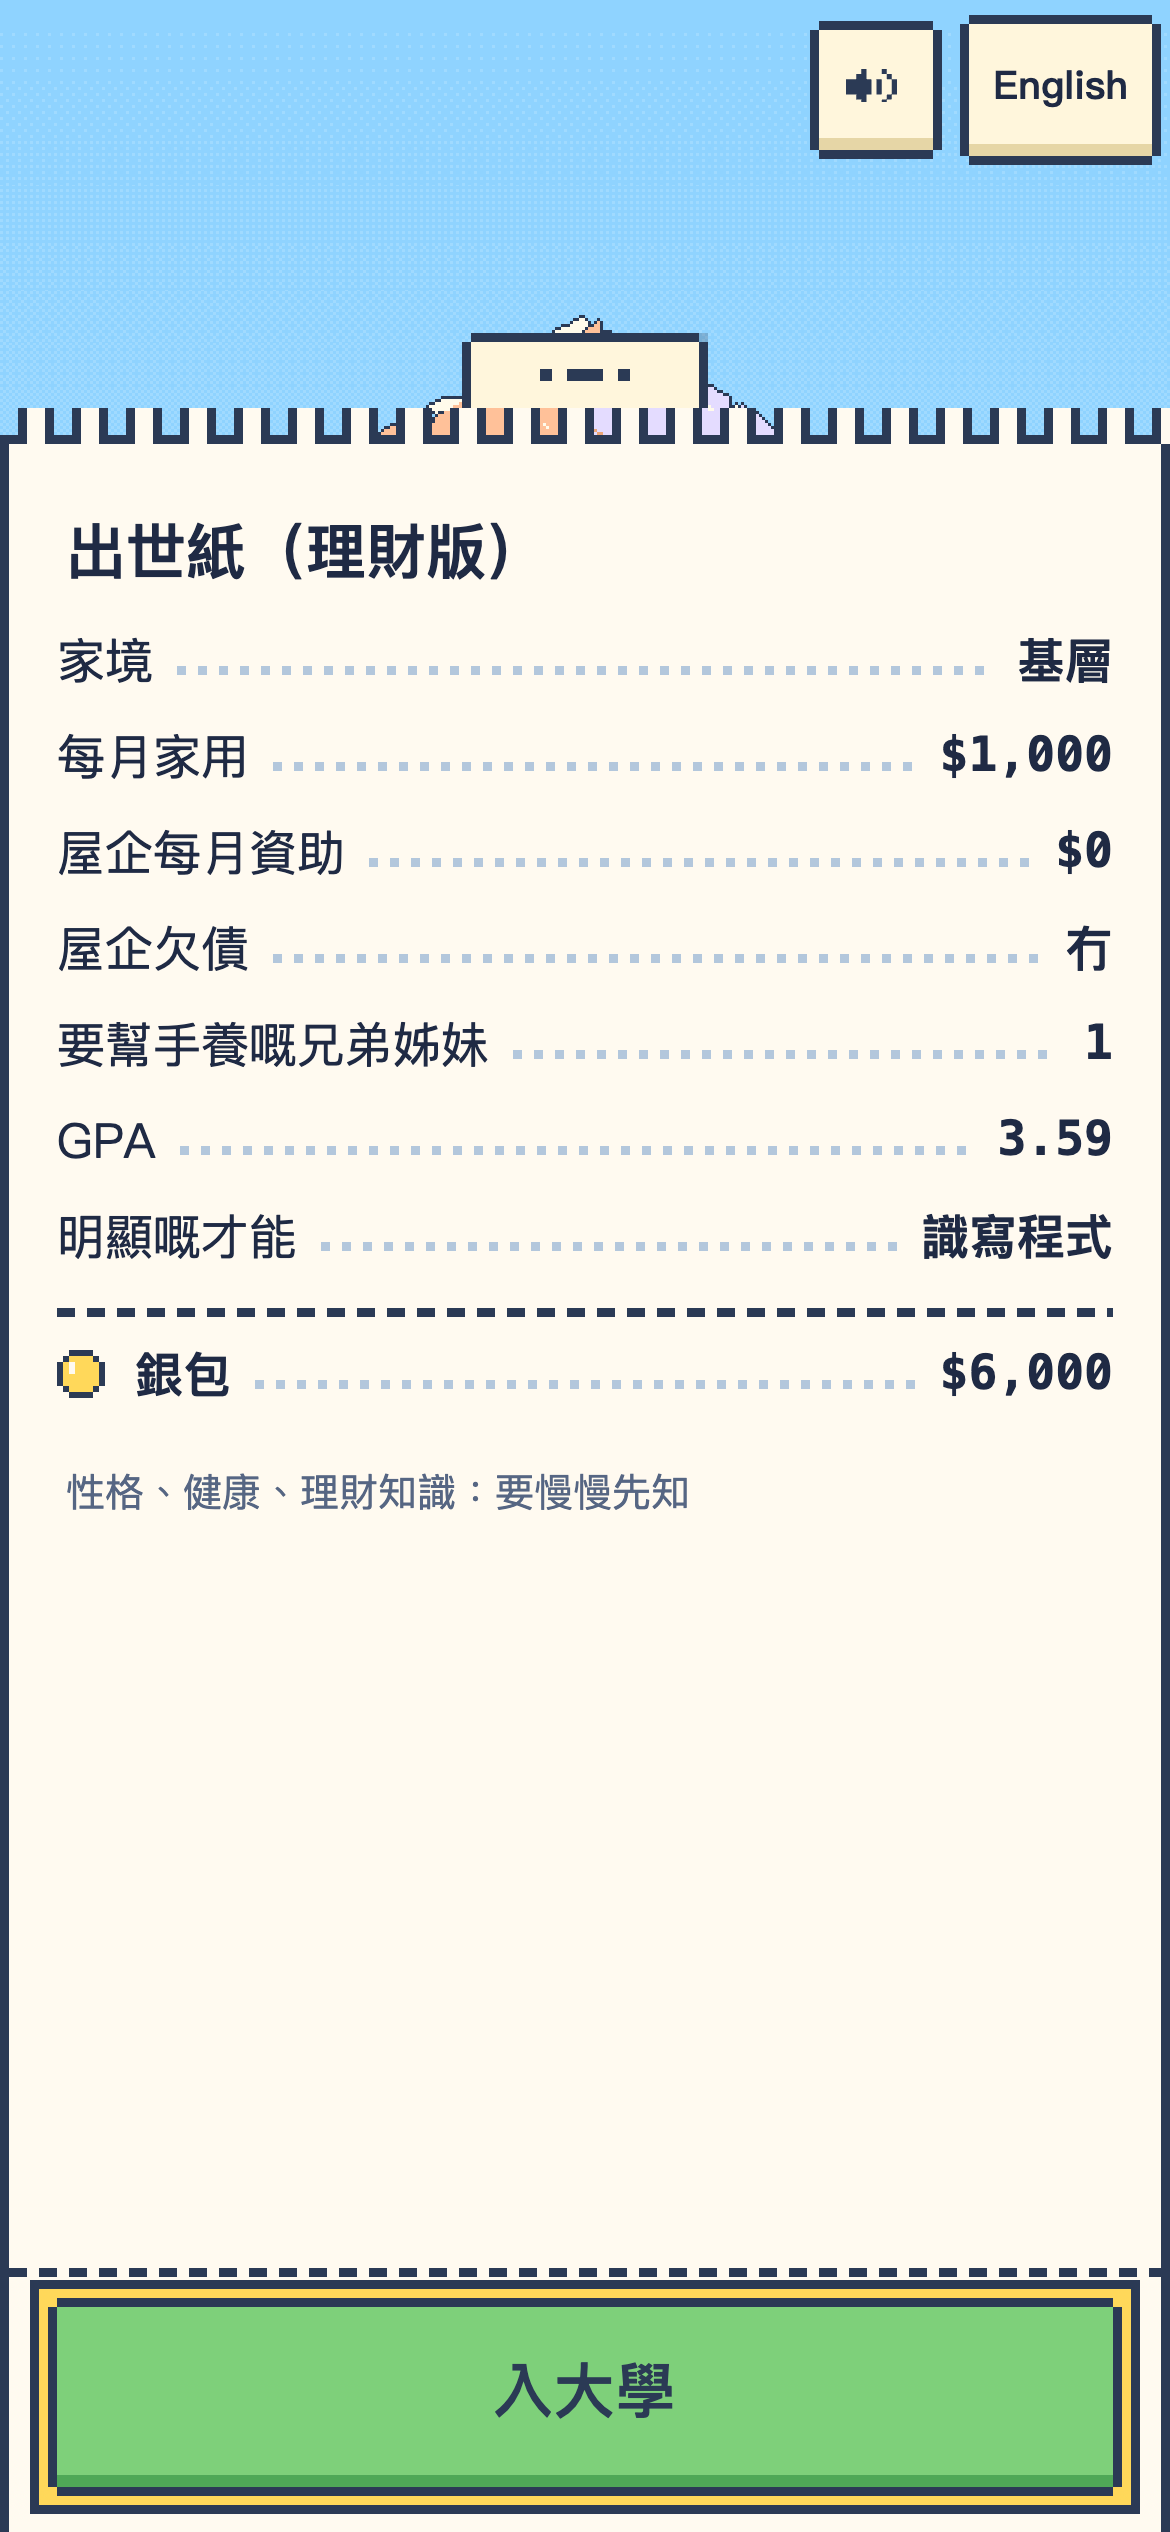 English
出世紙（理財版）
家境 基層
每月家用 $1,000
屋企每月資助 $0
屋企欠債 冇
要幫手養嘅兄弟姊妹 1
GPA 3.59
明顯嘅才能 識寫程式
銀包 $6,000
性格、健康、理財知識：要慢慢先知
入大學